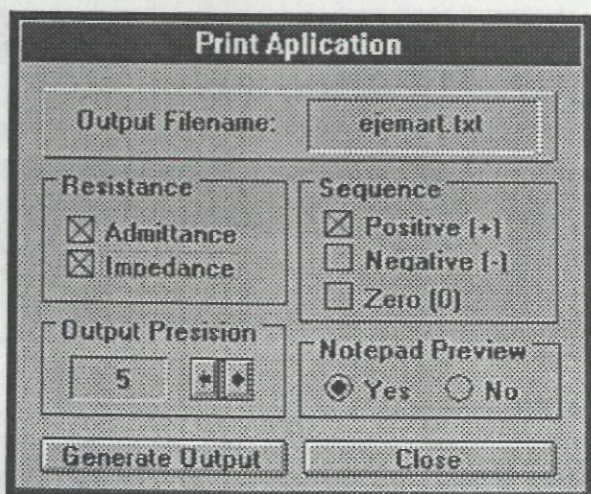 Print Aplication
Output Filename: ejemart.txt
Resistance
Admittance
Impedance
Sequence
Positive (+)
Negative (-)
Zero (0)
Output Presision
5
Notepad Preview
Yes No
Generate Output Close